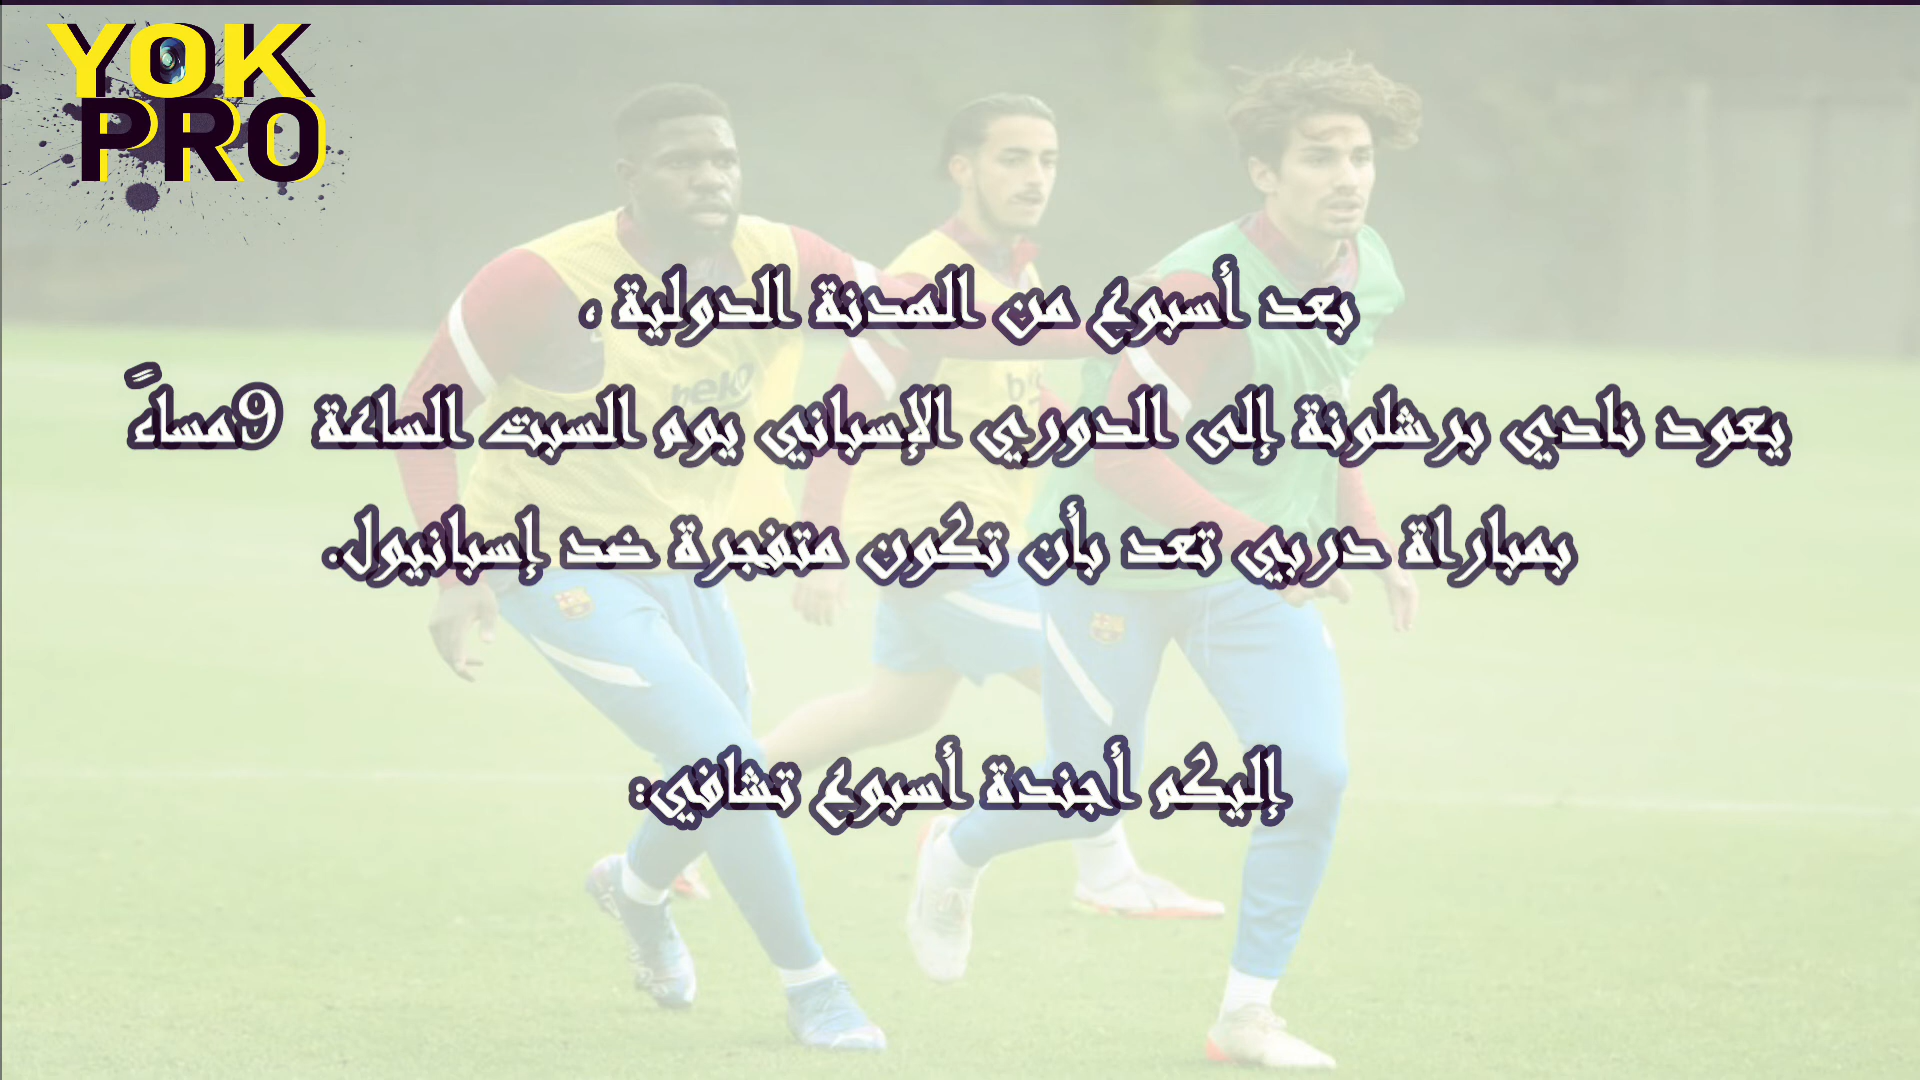 YOK
PRO
بعد أسبوع من الهدنة الدولية ،
يعود نادي برشلونة إلى الدوري الإسباني يوم السبت الساعة 9مساءً
بمباراة دربي تعد بأن تكون متفجرة ضد إسبانيول.
إليكم أجندة أسبوع تشافي:
beko